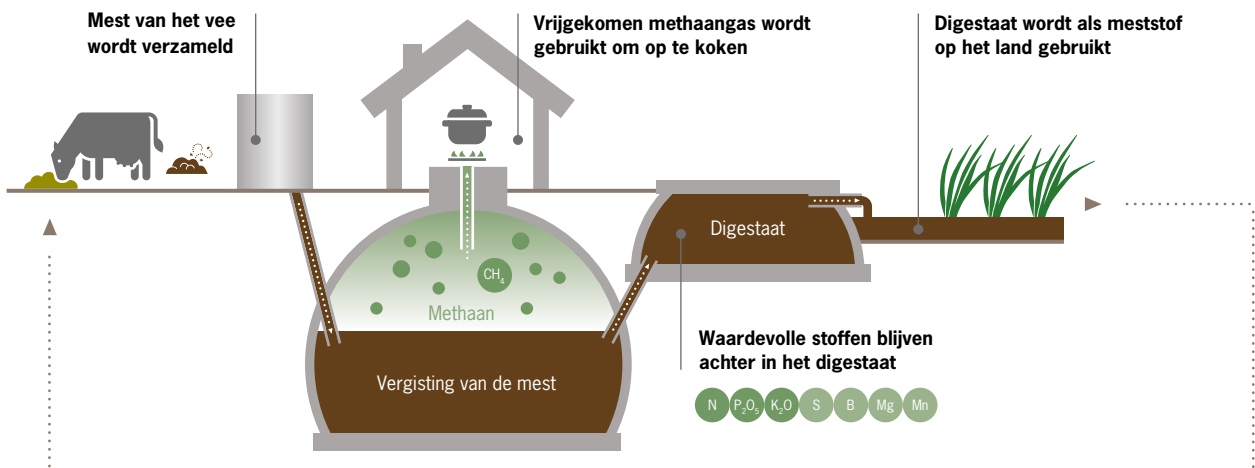 Mest van het vee
wordt verzameld
Vrijgekomen methaangas wordt
gebruikt om op te koken
Digestaat wordt als meststof
op het land gebruikt
Digestaat
CH₄
Methaan
Vergisting van de mest
Waardevolle stoffen blijven
achter in het digestaat
N P₂O₅ K₂O S B Mg Mn